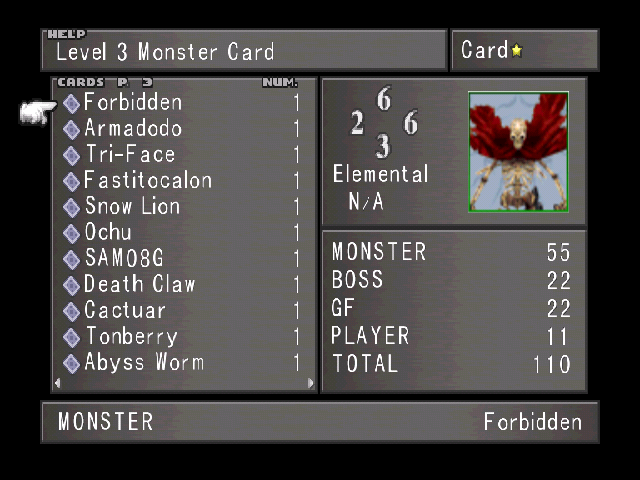 HELP
Level 3 Monster Card
Card
CARDS P. 3 NUM.
Forbidden 1
Armadodo 1
Tri-Face 1
Fastitocalon 1
Snow Lion 1
Ochu 1
SAM08G 1
Death Claw 1
Cactuar 1
Tonberry 1
Abyss Worm 1
6
2 6
3
Elemental
N/A
MONSTER 55
BOSS 22
GF 22
PLAYER 11
TOTAL 110
MONSTER Forbidden